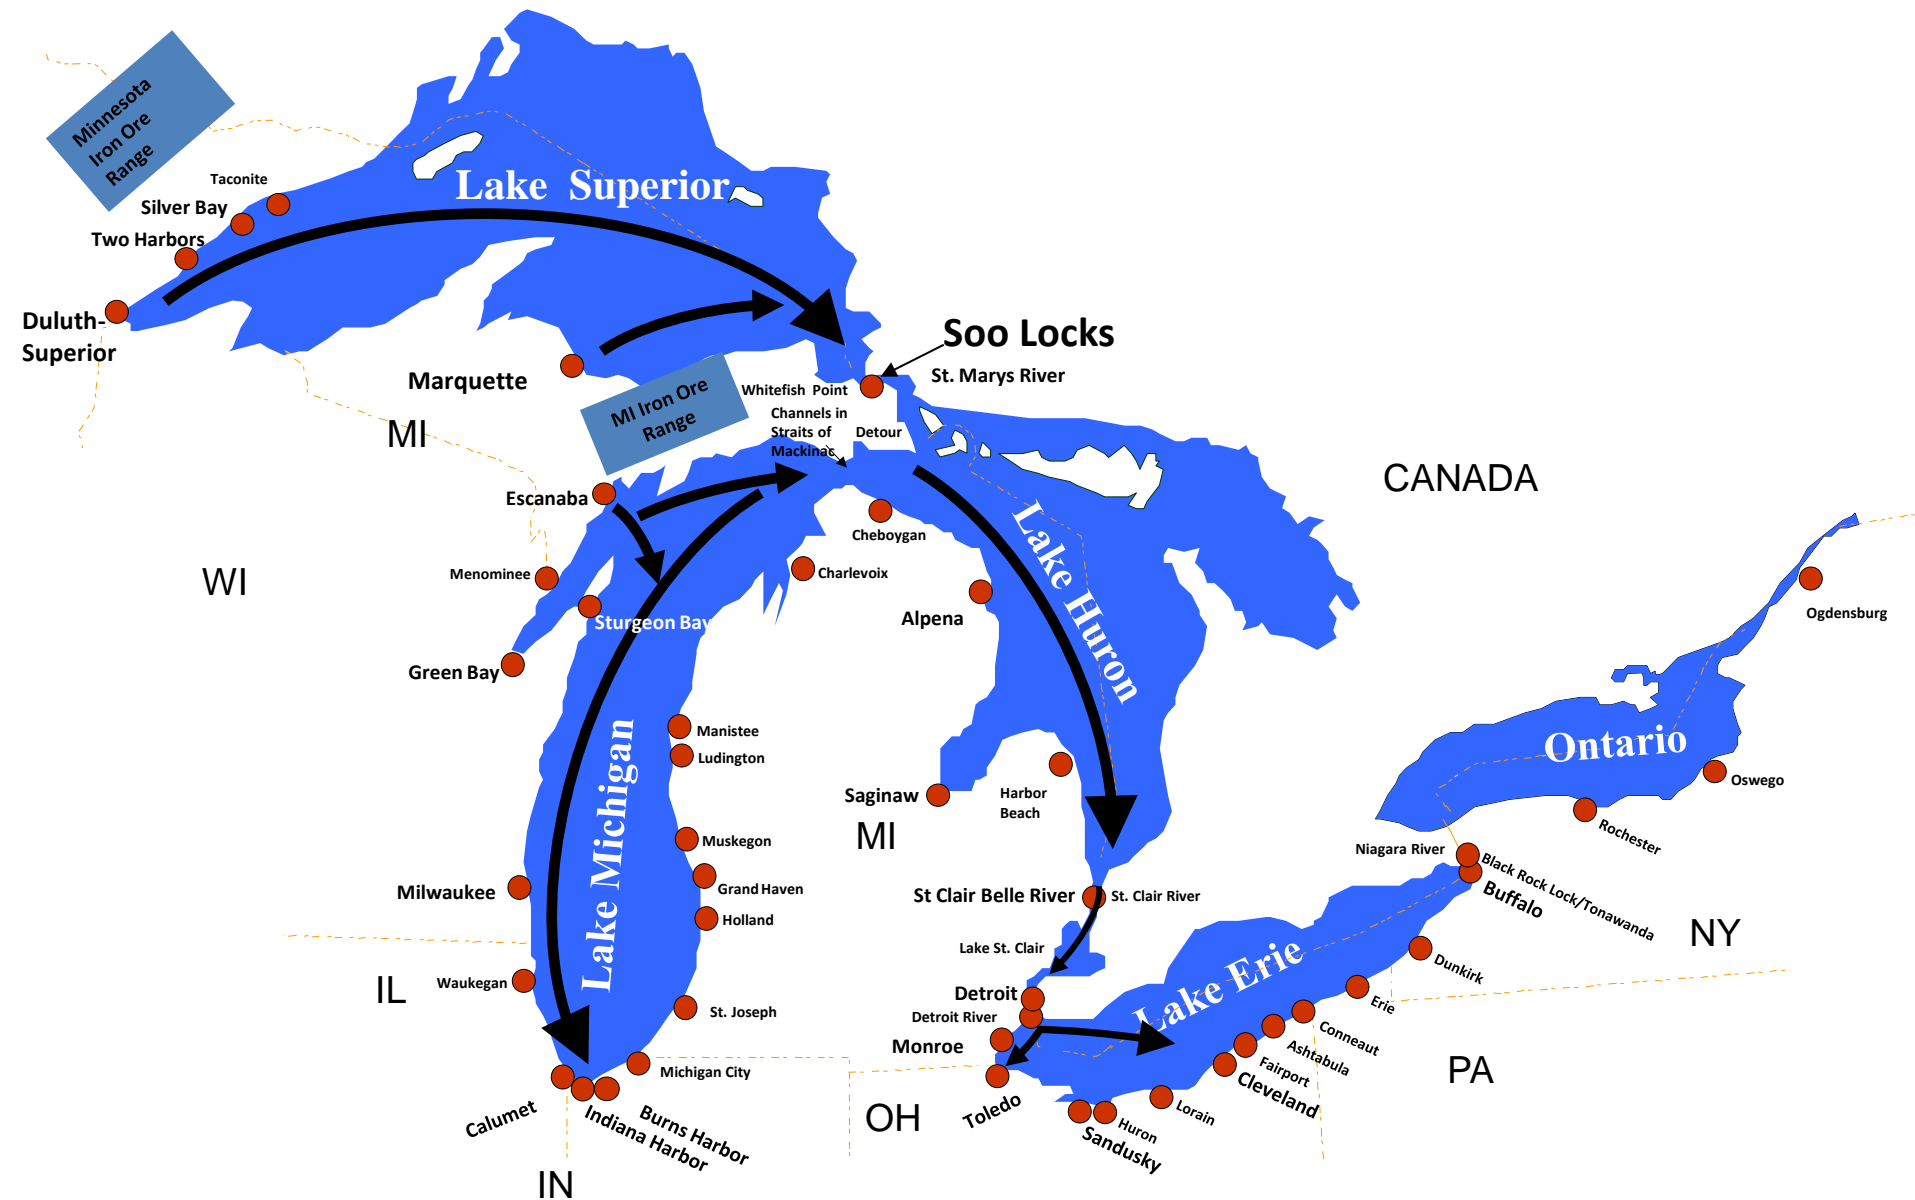 Minnesota
Iron Ore
Range
Taconite
Silver Bay
Two Harbors
Duluth-
Superior
Lake Superior
Marquette
MI Iron Ore
Range
Soo Locks
St. Marys River
Whitefish Point
Channels in
Straits of
Mackinac
Detour
MI
CANADA
WI
Escanaba
Menominee
Sturgeon Bay
Green Bay
Cheboygan
Charlevoix
Alpena
Lake Huron
Ogdensburg
Manistee
Ludington
Lake Michigan
Saginaw
Harbor
Beach
MI
Ontario
Oswego
Rochester
Muskegon
Grand Haven
Holland
Milwaukee
Niagara River
Black Rock Lock/Tonawanda
Buffalo
NY
St Clair Belle River
St. Clair River
Lake St. Clair
IL
Waukegan
St. Joseph
Detroit
Detroit River
Monroe
Lake Erie
Dunkirk
Erie
Conneaut
Ashtabula
Fairport
Cleveland
PA
Michigan City
Calumet
Burns Harbor
Indiana Harbor
IN
OH
Toledo
Lorain
Huron
Sandusky